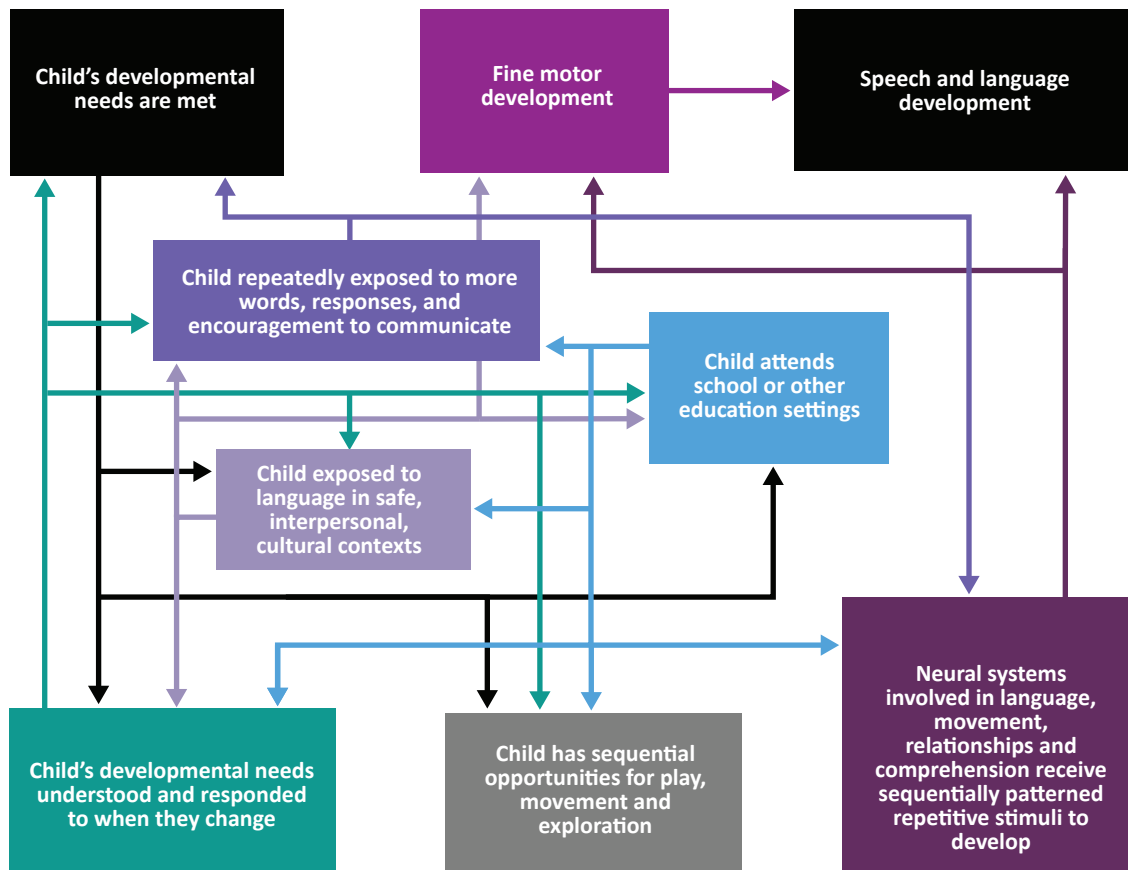 Child’s developmental
needs are met
Fine motor
development
Speech and language
development
Child repeatedly exposed to more
words, responses, and
encouragement to communicate
Child attends
school or other
education settings
Child exposed to
language in safe,
interpersonal,
cultural contexts
Child’s developmental needs
understood and responded
to when they change
Child has sequential
opportunities for play,
movement and
exploration
Neural systems
involved in language,
movement,
relationships and
comprehension receive
sequentially patterned
repetitive stimuli to
develop